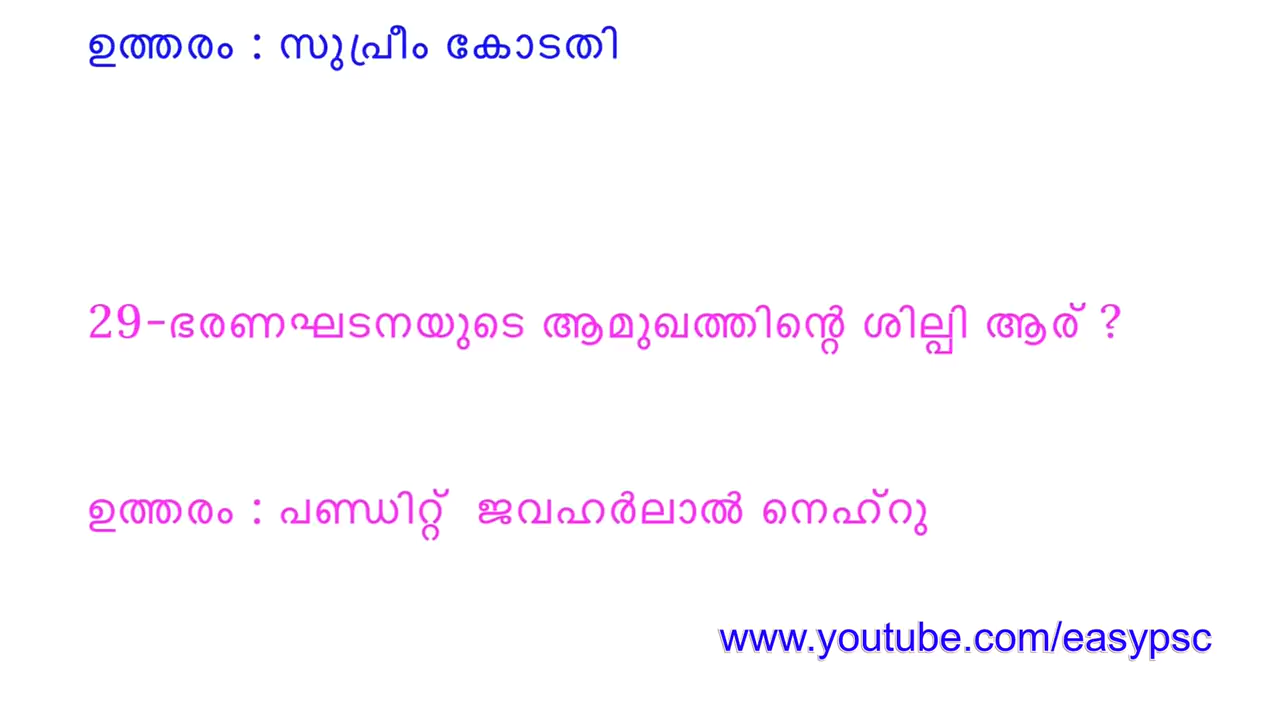 ഉത്തരം : സുപ്രീം കോടതി
29-ഭരണഘടനയുടെ ആമുഖത്തിന്റെ ശില്പി ആര് ?
ഉത്തരം : പണ്ഡിറ്റ് ജവഹർലാൽ നെഹ്റു
www.youtube.com/easypsc